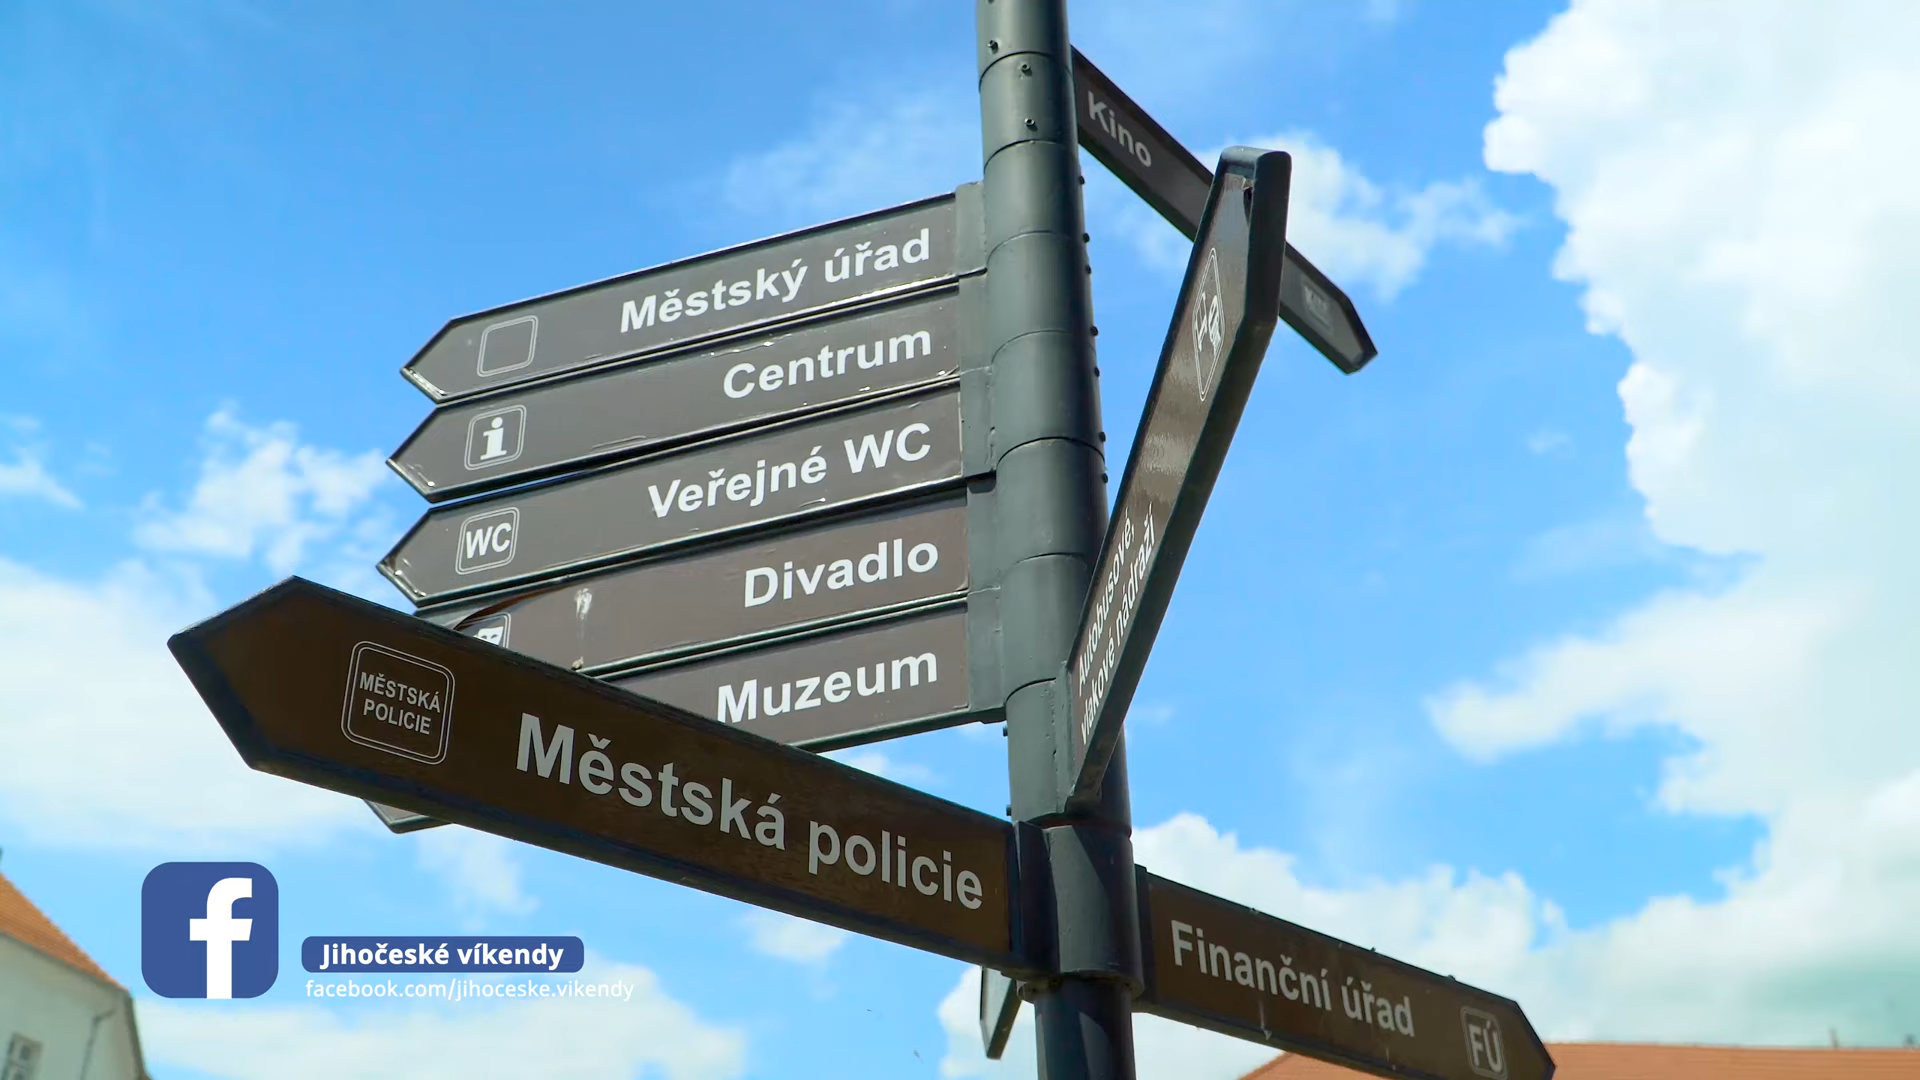 Kino
Městský úřad
Centrum
i
Veřejné WC
WC
Divadlo
Muzeum
Autobusové,
vlakové nádraží
MĚSTSKÁ
POLICIE
Městská policie
Finanční úřad
FÚ
f
Jihočeské víkendy
facebook.com/jihoceske.vikendy